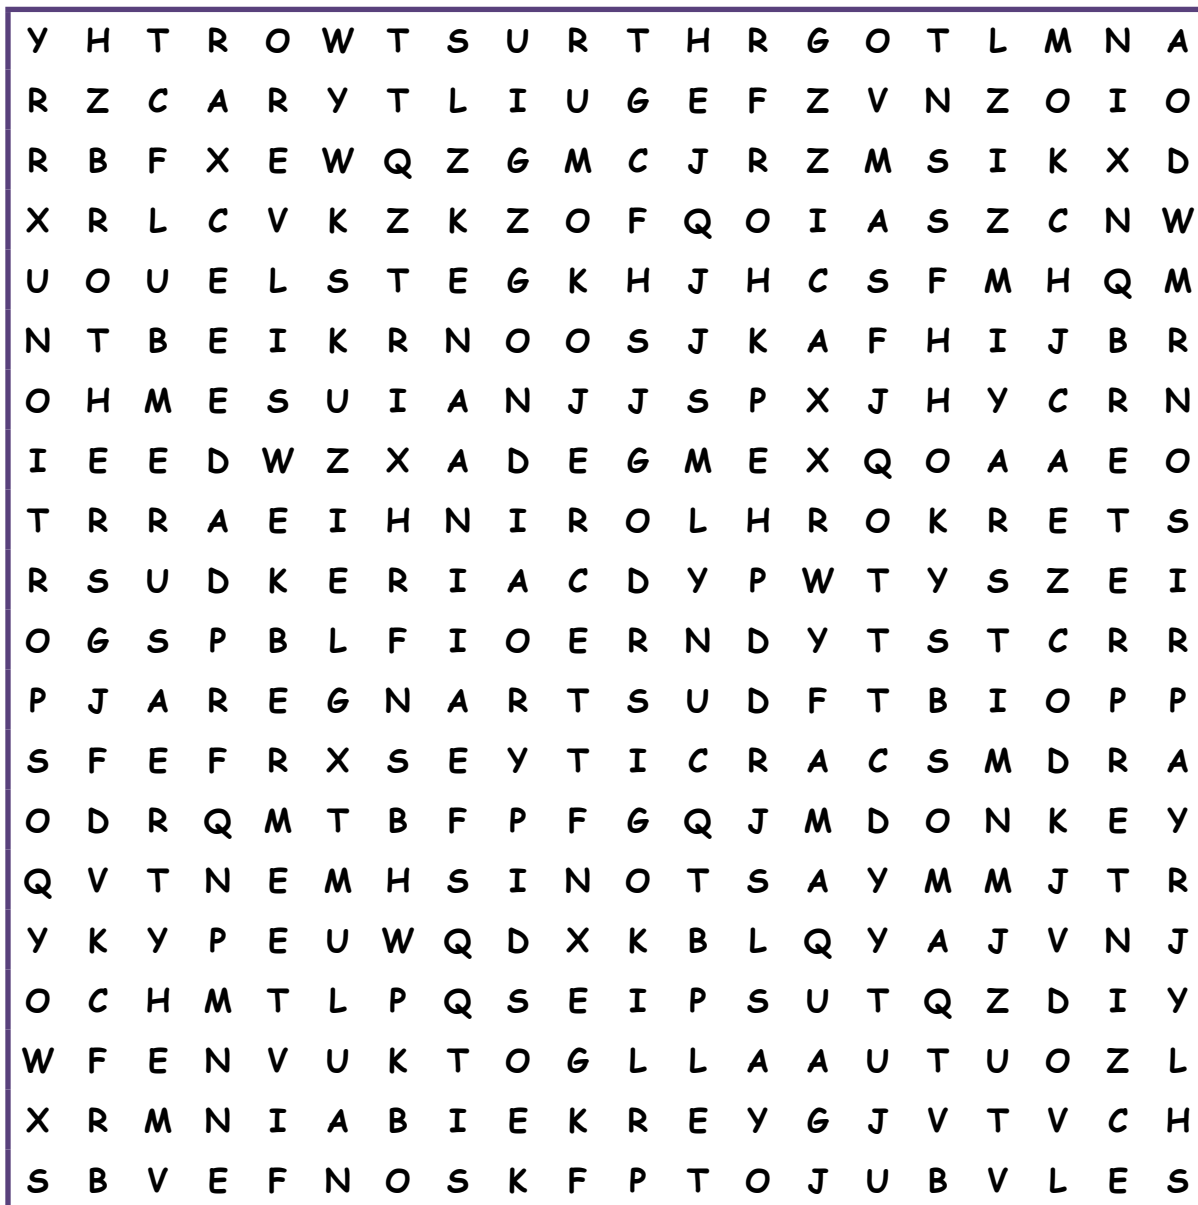 Y H T R O W T S U R T H R G O T L M N A
R Z C A R Y T L I U G E F Z V N Z O I O
R B F X E W Q Z G M C J R Z M S I K X D
X R L C V K Z K Z O F Q O I A S Z C N W
U O U E L S T E G K H J H C S F M H Q M
N T B E I K R N O O S J K A F H I J B R
O H M E S U I A N J J S P X J H Y C R N
I E E D W Z X A D E G M E X Q O A A E O
T R R A E I H N I R O L H R O K R E T S
R S U D K E R I A C D Y P W T Y S Z E I
O G S P B L F I O E R N D Y T S T C R R
P J A R E G N A R T S U D F T B I O P P
S F E F R X S E Y T I C R A C S M D R A
O D R Q M T B F P F G Q J M D O N K E Y
Q V T N E M H S I N O T S A Y M M J T R
Y K Y P E U W Q D X K B L Q Y A J V N J
O C H M T L P Q S E I P S U T Q Z D I Y
W F E N V U K T O G L L A A U T U O Z L
X R M N I A B I E K R E Y G J V T V C H
S B V E F N O S K F P T O J U B V L E S